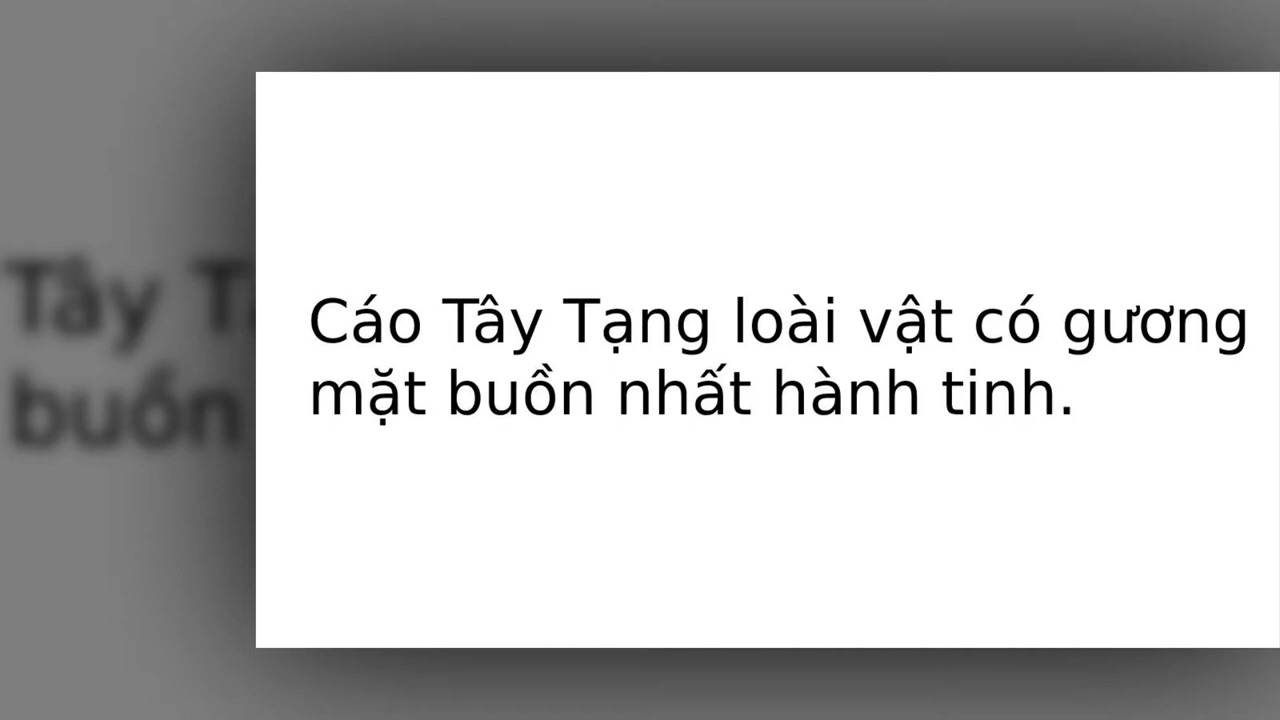 Cáo Tây Tạng loài vật có gương
mặt buồn nhất hành tinh.